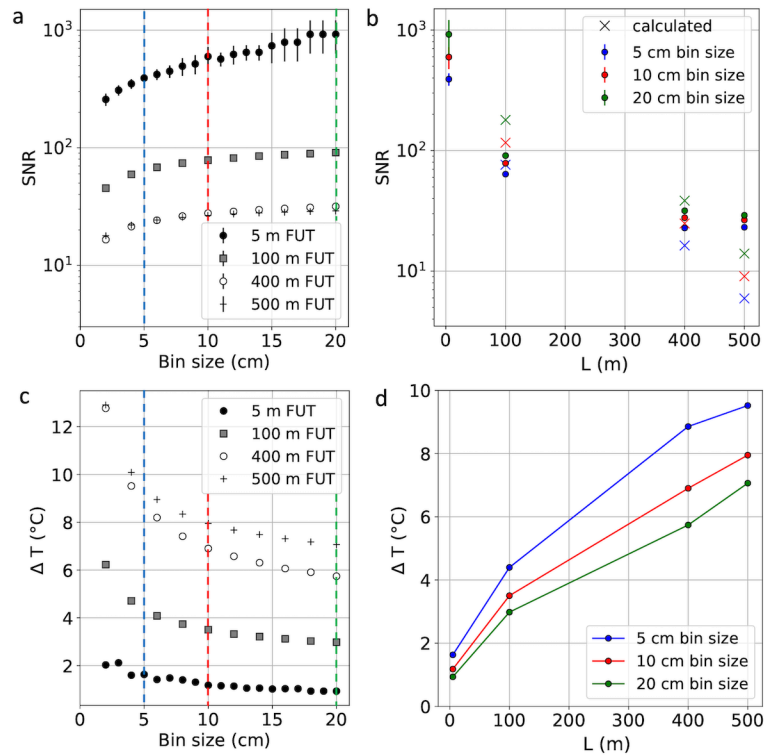 a
10³
10²
10¹
SNR
0
5
10
15
20
Bin size (cm)
5 m FUT
100 m FUT
400 m FUT
500 m FUT
b
10³
10²
10¹
SNR
0
100
200
300
400
500
L (m)
calculated
5 cm bin size
10 cm bin size
20 cm bin size
c
12
10
8
6
4
2
Δ T (°C)
0
5
10
15
20
Bin size (cm)
5 m FUT
100 m FUT
400 m FUT
500 m FUT
d
10
8
6
4
2
0
Δ T (°C)
0
100
200
300
400
500
L (m)
5 cm bin size
10 cm bin size
20 cm bin size